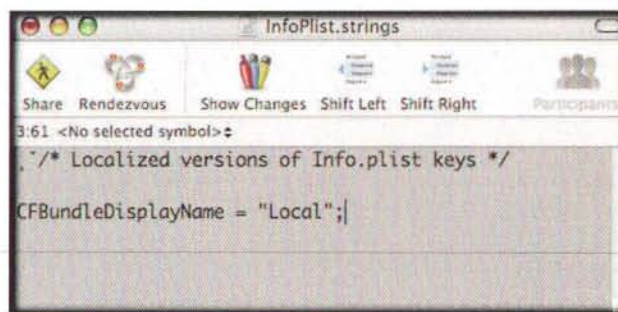 InfoPlist.strings
Share Rendezvous Show Changes Shift Left Shift Right Participants
3:61 <No selected symbol>
¸˝/* Localized versions of Info.plist keys */
CFBundleDisplayName = "Local";